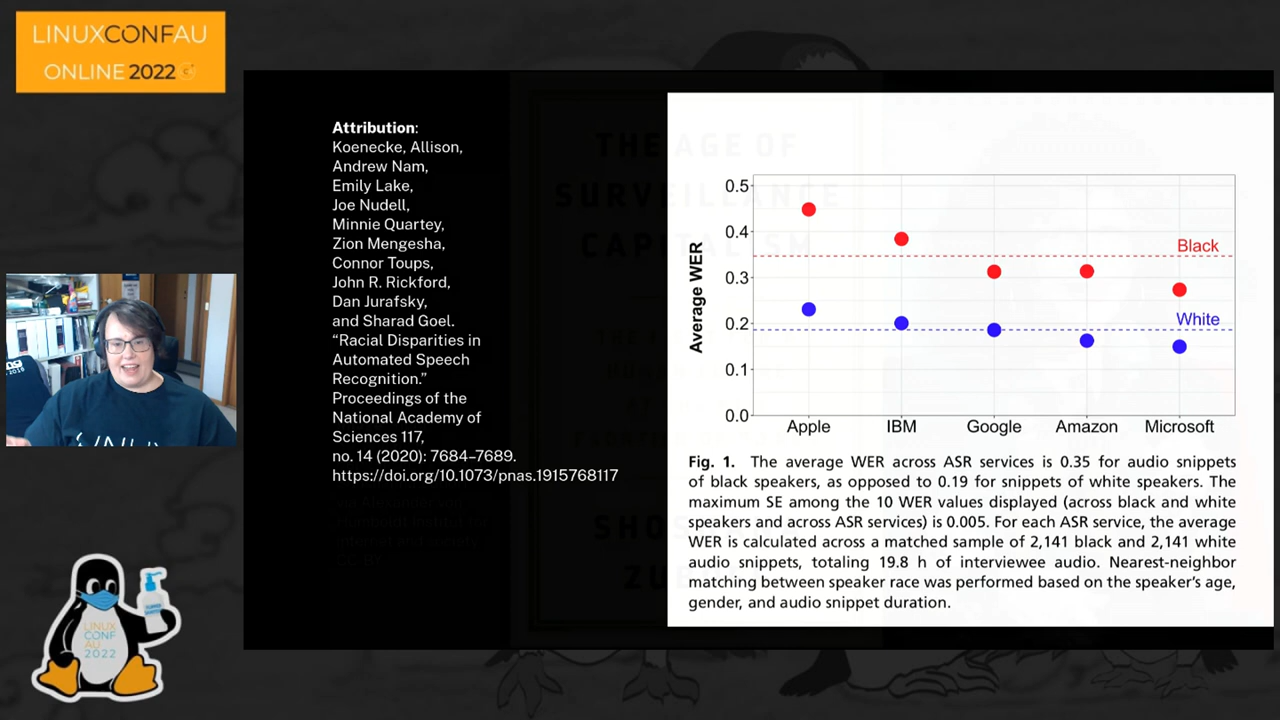 LINUXCONFAU
ONLINE 2022
Attribution:
Koenecke, Allison,
Andrew Nam,
Emily Lake,
Joe Nudell,
Minnie Quartey,
Zion Mengesha,
Connor Toups,
John R. Rickford,
Dan Jurafsky,
and Sharad Goel.
“Racial Disparities in
Automated Speech
Recognition.”
Proceedings of the
National Academy of
Sciences 117,
no. 14 (2020): 7684–7689.
https://doi.org/10.1073/pnas.1915768117
THE AGE OF
SURVEILLANCE
CAPITALISM
Average WER
0.5
0.4
0.3
0.2
0.1
0.0
Black
White
Apple IBM Google Amazon Microsoft
Fig. 1. The average WER across ASR services is 0.35 for audio snippets
of black speakers, as opposed to 0.19 for snippets of white speakers. The
maximum SE among the 10 WER values displayed (across black and white
speakers and across ASR services) is 0.005. For each ASR service, the average
WER is calculated across a matched sample of 2,141 black and 2,141 white
audio snippets, totaling 19.8 h of interviewee audio. Nearest-neighbor
matching between speaker race was performed based on the speaker’s age,
gender, and audio snippet duration.
LINUX
CONF
AU
2022